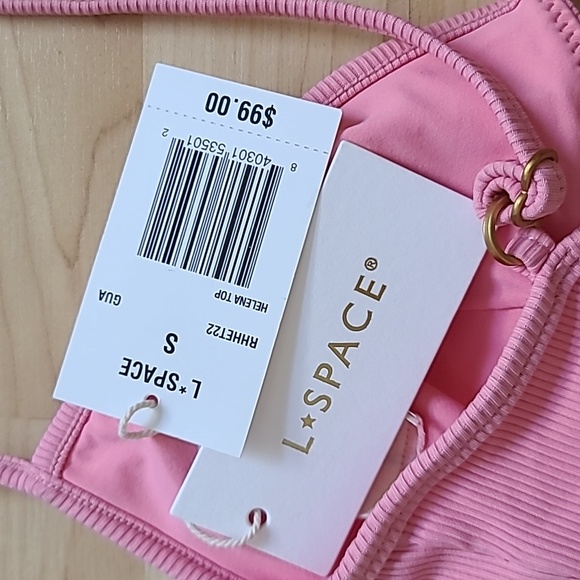 L*SPACE
S
RHHET22
GUA
HELENA TOP
8 40301 53501 2
$99.00
L★SPACE®